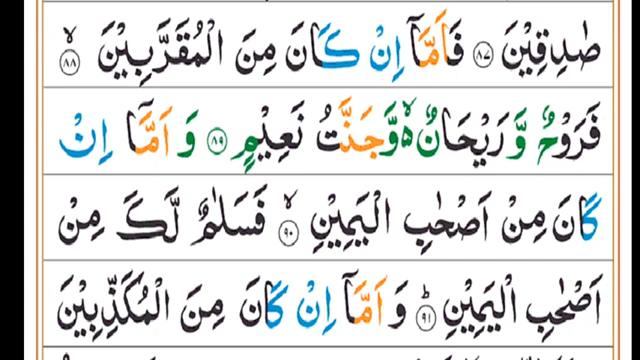 صٰدِقِيْنَ ۝٨٧ فَاَمَّاۤ اِنْ كَانَ مِنَ الْمُقَرَّبِيْنَ ۙ۝٨٨
فَرَوْحٌ وَّ رَيْحَانٌ ۙ۬ وَّ جَنَّتُ نَعِيْمٍ ۝٨٩ وَ اَمَّاۤ اِنْ
كَانَ مِنْ اَصْحٰبِ الْيَمِيْنِ ۙ۝٩٠ فَسَلٰمٌ لَّكَ مِنْ
اَصْحٰبِ الْيَمِيْنِ ؕ۝٩١ وَ اَمَّاۤ اِنْ كَانَ مِنَ الْمُكَذِّبِيْنَ